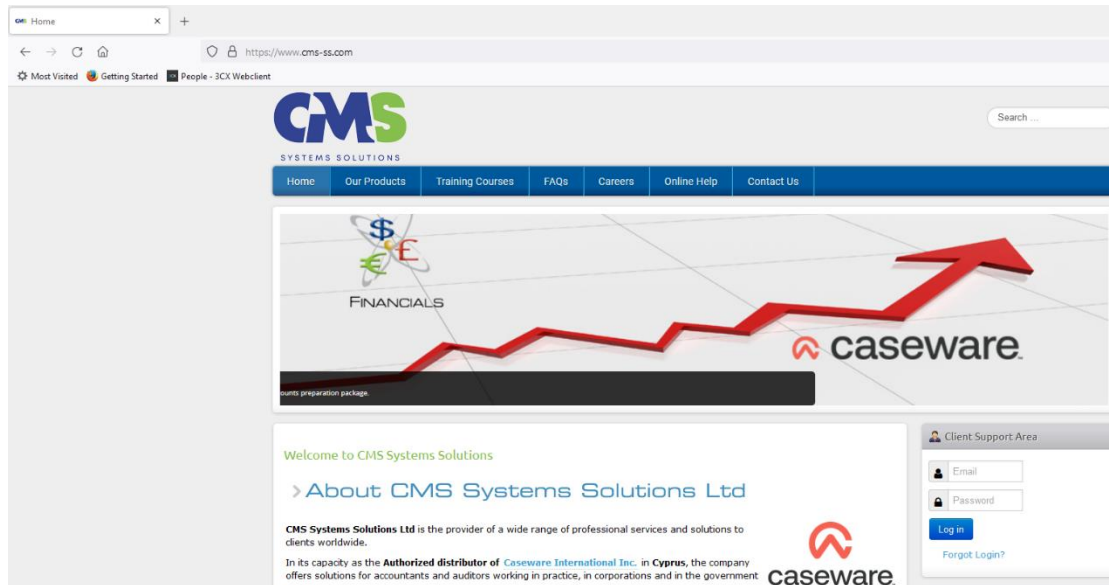 Home
https://www.cms-ss.com
Most Visited Getting Started People - 3CX Webclient
CMS
SYSTEMS SOLUTIONS
Search ...
Home Our Products Training Courses FAQs Careers Online Help Contact Us
$ £ €
FINANCIALS
caseware.
ounts preparation package.
Welcome to CMS Systems Solutions
About CMS Systems Solutions Ltd
CMS Systems Solutions Ltd is the provider of a wide range of professional services and solutions to
clients worldwide.
In its capacity as the Authorized distributor of Caseware International Inc. in Cyprus, the company
offers solutions for accountants and auditors working in practice, in corporations and in the government
caseware.
Client Support Area
Email
Password
Log in
Forgot Login?